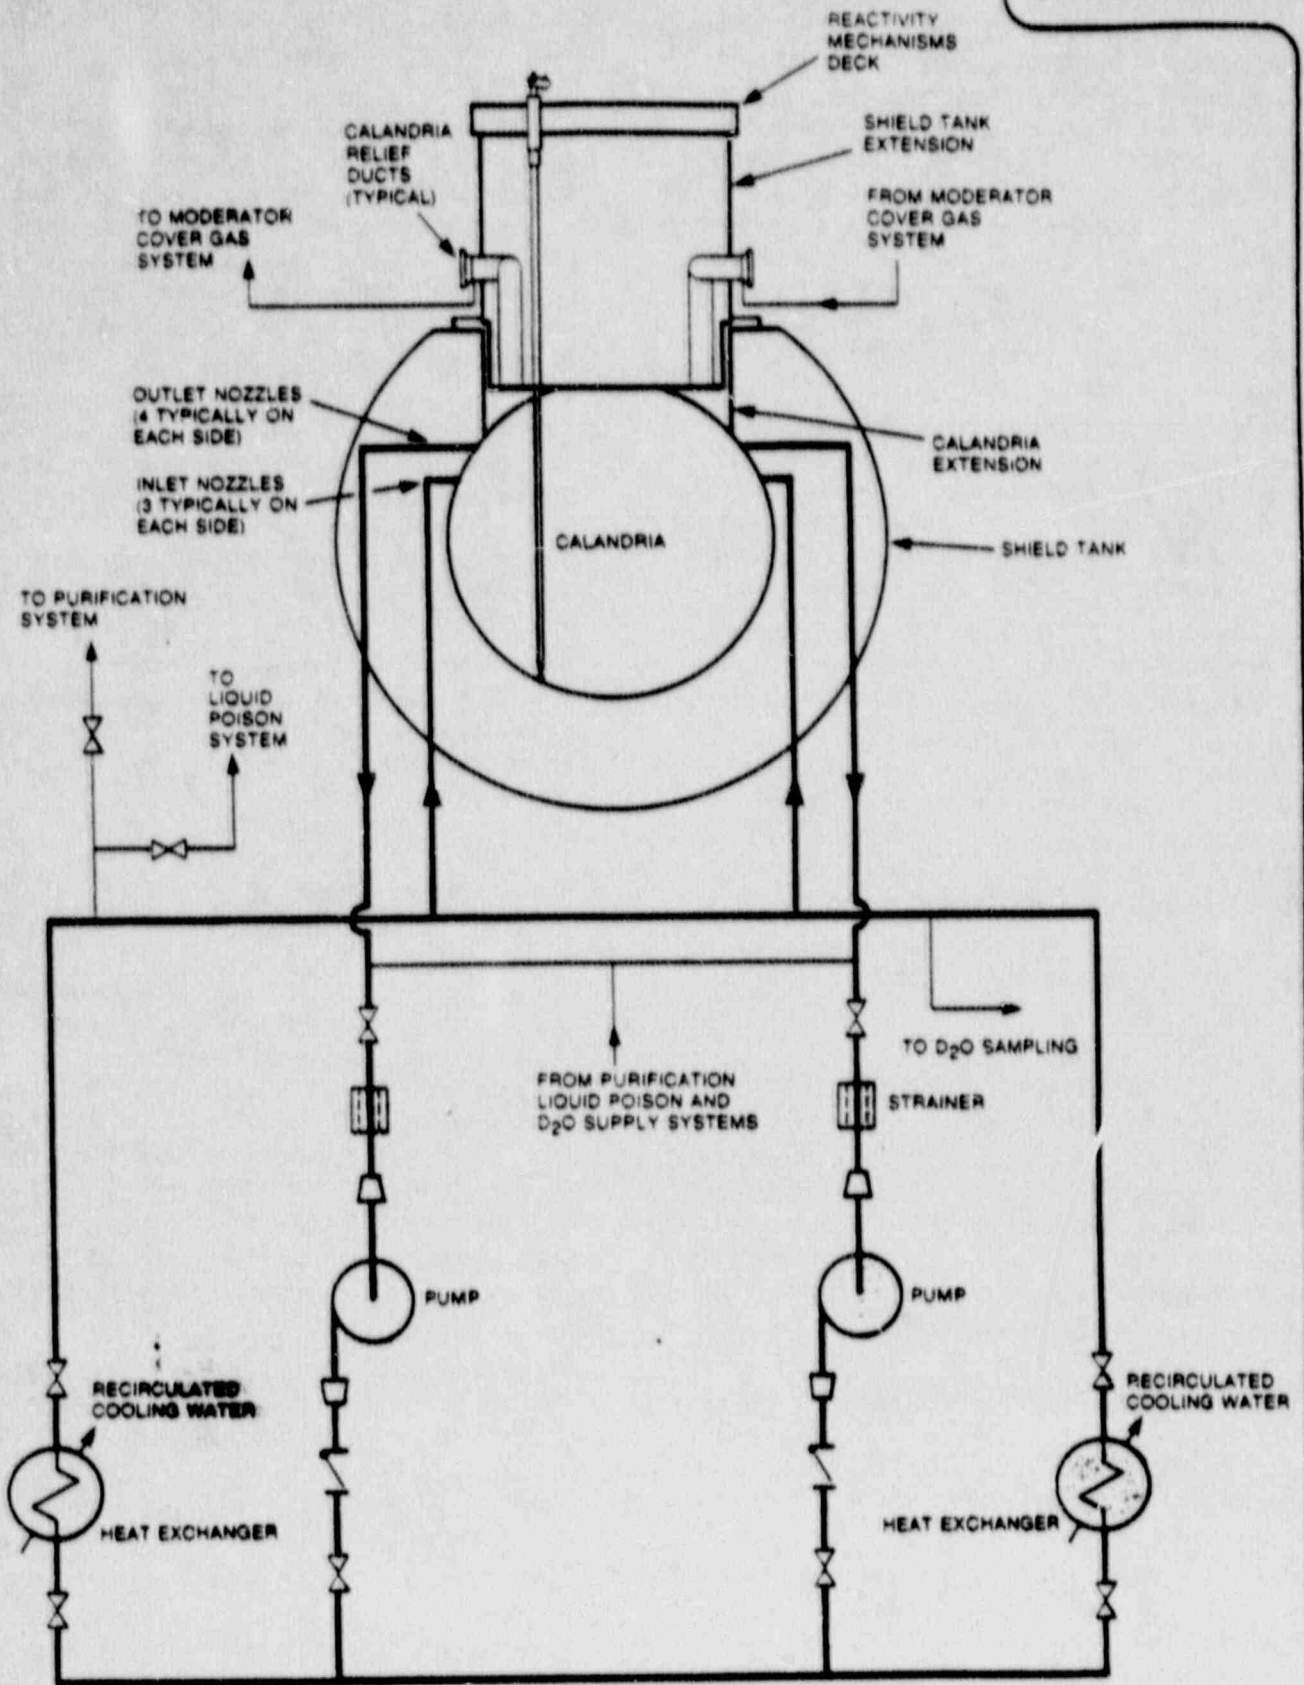 REACTIVITY
MECHANISMS
DECK
CALANDRIA
RELIEF
DUCTS
(TYPICAL)
SHIELD TANK
EXTENSION
TO MODERATOR
COVER GAS
SYSTEM
FROM MODERATOR
COVER GAS
SYSTEM
OUTLET NOZZLES
(4 TYPICALLY ON
EACH SIDE)
CALANDRIA
EXTENSION
INLET NOZZLES
(3 TYPICALLY ON
EACH SIDE)
CALANDRIA
SHIELD TANK
TO PURIFICATION
SYSTEM
TO
LIQUID
POISON
SYSTEM
TO D₂O SAMPLING
FROM PURIFICATION
LIQUID POISON AND
D₂O SUPPLY SYSTEMS
STRAINER
PUMP
PUMP
RECIRCULATED
COOLING WATER
RECIRCULATED
COOLING WATER
HEAT EXCHANGER
HEAT EXCHANGER